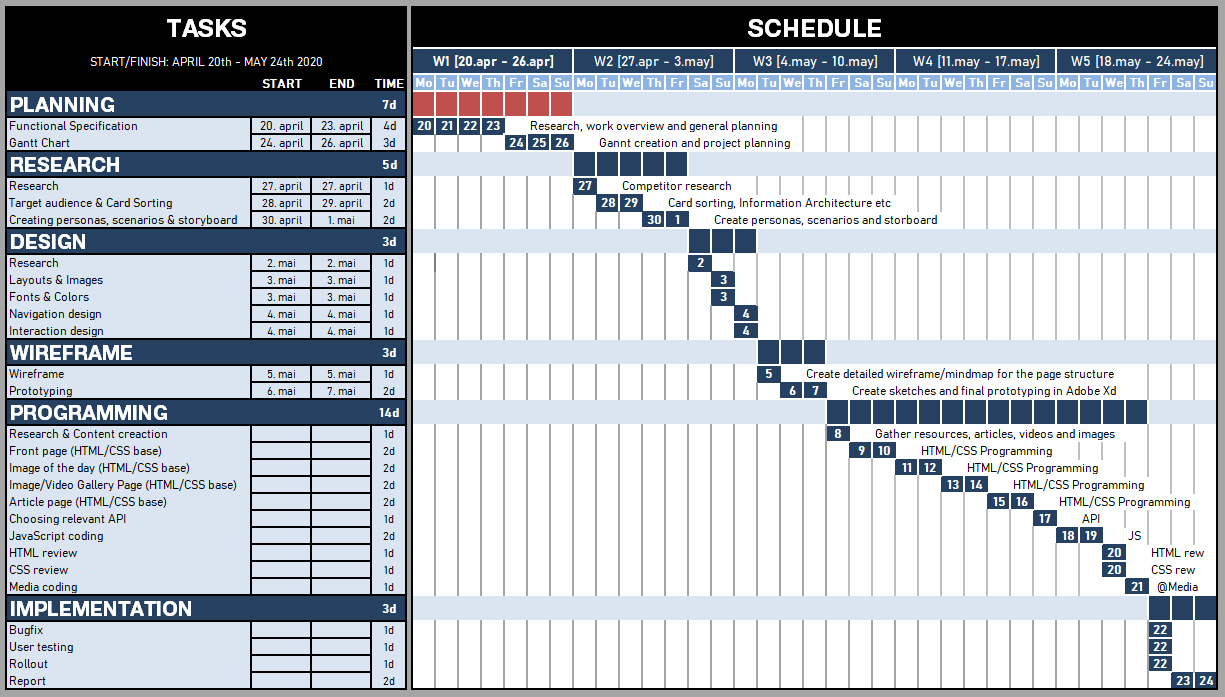 TASKS SCHEDULE
START/FINISH: APRIL 20th - MAY 24th 2020 W1 [20.apr - 26.apr] W2 [27.apr - 3.may] W3 [4.may - 10.may] W4 [11.may - 17.may] W5 [18.may - 24.may]
START END TIME Mo Tu We Th Fr Sa Su Mo Tu We Th Fr Sa Su Mo Tu We Th Fr Sa Su Mo Tu We Th Fr Sa Su Mo Tu We Th Fr Sa Su
PLANNING 7d
Functional Specification 20. april 23. april 4d 20 21 22 23 Research, work overview and general planning
Gantt Chart 24. april 26. april 3d 24 25 26 Gannt creation and project planning
RESEARCH 5d
Research 27. april 27. april 1d 27 Competitor research
Target audience & Card Sorting 28. april 29. april 2d 28 29 Card sorting, Information Architecture etc
Creating personas, scenarios & storyboard 30. april 1. mai 2d 30 1 Create personas, scenarios and storboard
DESIGN 3d
Research 2. mai 2. mai 1d 2
Layouts & Images 3. mai 3. mai 1d 3
Fonts & Colors 3. mai 3. mai 1d 3
Navigation design 4. mai 4. mai 1d 4
Interaction design 4. mai 4. mai 1d 4
WIREFRAME 3d
Wireframe 5. mai 5. mai 1d 5 Create detailed wireframe/mindmap for the page structure
Prototyping 6. mai 7. mai 2d 6 7 Create sketches and final prototyping in Adobe Xd
PROGRAMMING 14d
Research & Content creaction 1d 8 Gather resources, articles, videos and images
Front page (HTML/CSS base) 2d 9 10 HTML/CSS Programming
Image of the day (HTML/CSS base) 2d 11 12 HTML/CSS Programming
Image/Video Gallery Page (HTML/CSS base) 2d 13 14 HTML/CSS Programming
Article page (HTML/CSS base) 2d 15 16 HTML/CSS Programming
Choosing relevant API 1d 17 API
JavaScript coding 2d 18 19 JS
HTML review 1d 20 HTML rew
CSS review 1d 20 CSS rew
Media coding 1d 21 @Media
IMPLEMENTATION 3d
Bugfix 1d 22
User testing 1d 22
Rollout 1d 22
Report 2d 23 24